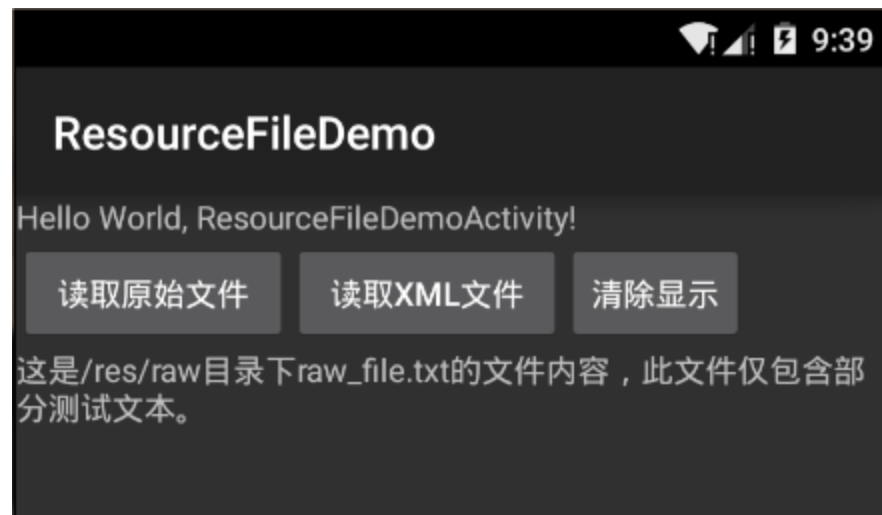 9:39
ResourceFileDemo
Hello World, ResourceFileDemoActivity!
读取原始文件 读取XML文件 清除显示
这是/res/raw目录下raw_file.txt的文件内容，此文件仅包含部
分测试文本。